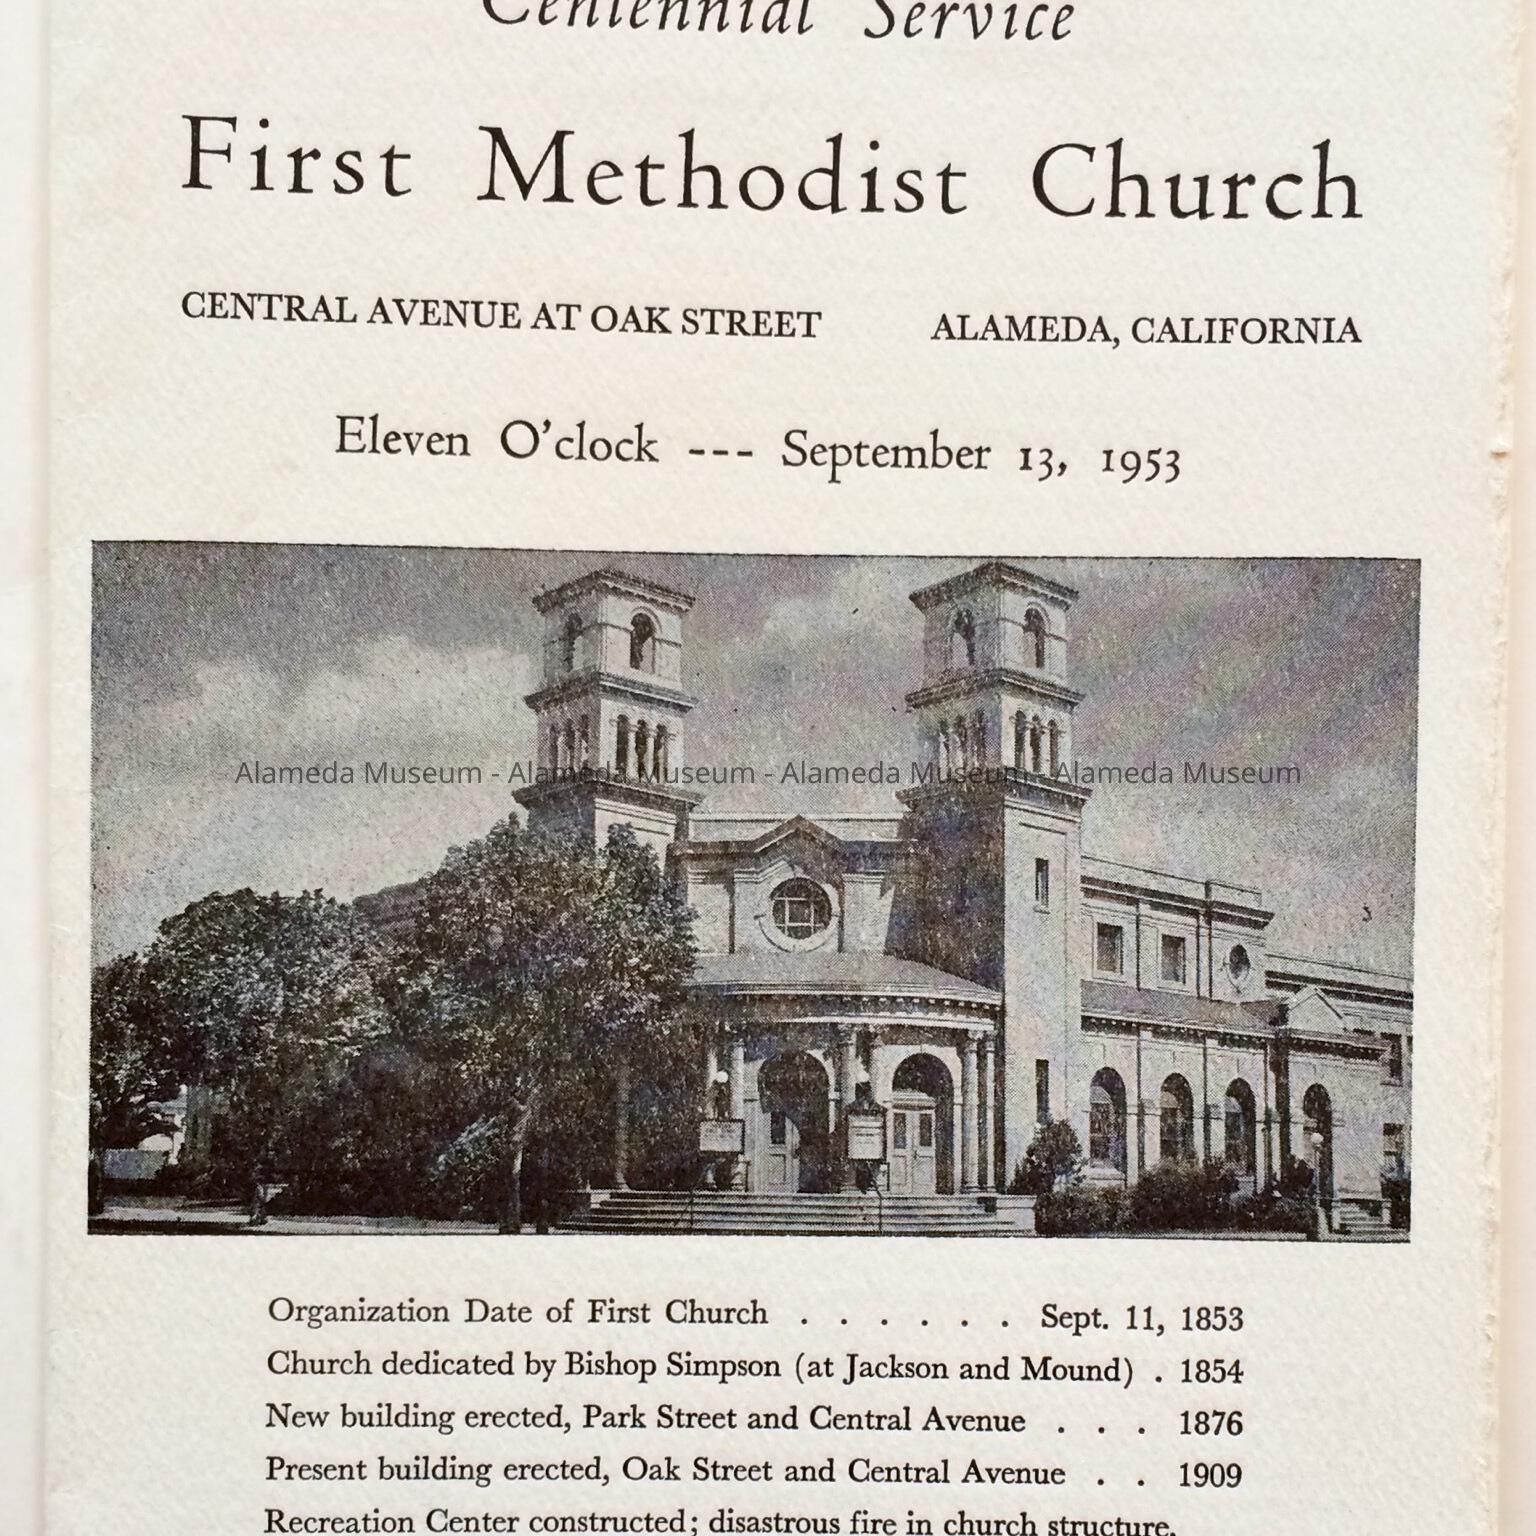 Centennial Service
First Methodist Church
CENTRAL AVENUE AT OAK STREET ALAMEDA, CALIFORNIA
Eleven O'clock --- September 13, 1953
Alameda Museum - Alameda Museum - Alameda Museum - Alameda Museum
Organization Date of First Church . . . . . . Sept. 11, 1853
Church dedicated by Bishop Simpson (at Jackson and Mound) . 1854
New building erected, Park Street and Central Avenue . . . 1876
Present building erected, Oak Street and Central Avenue . . 1909
Recreation Center constructed; disastrous fire in church structure,